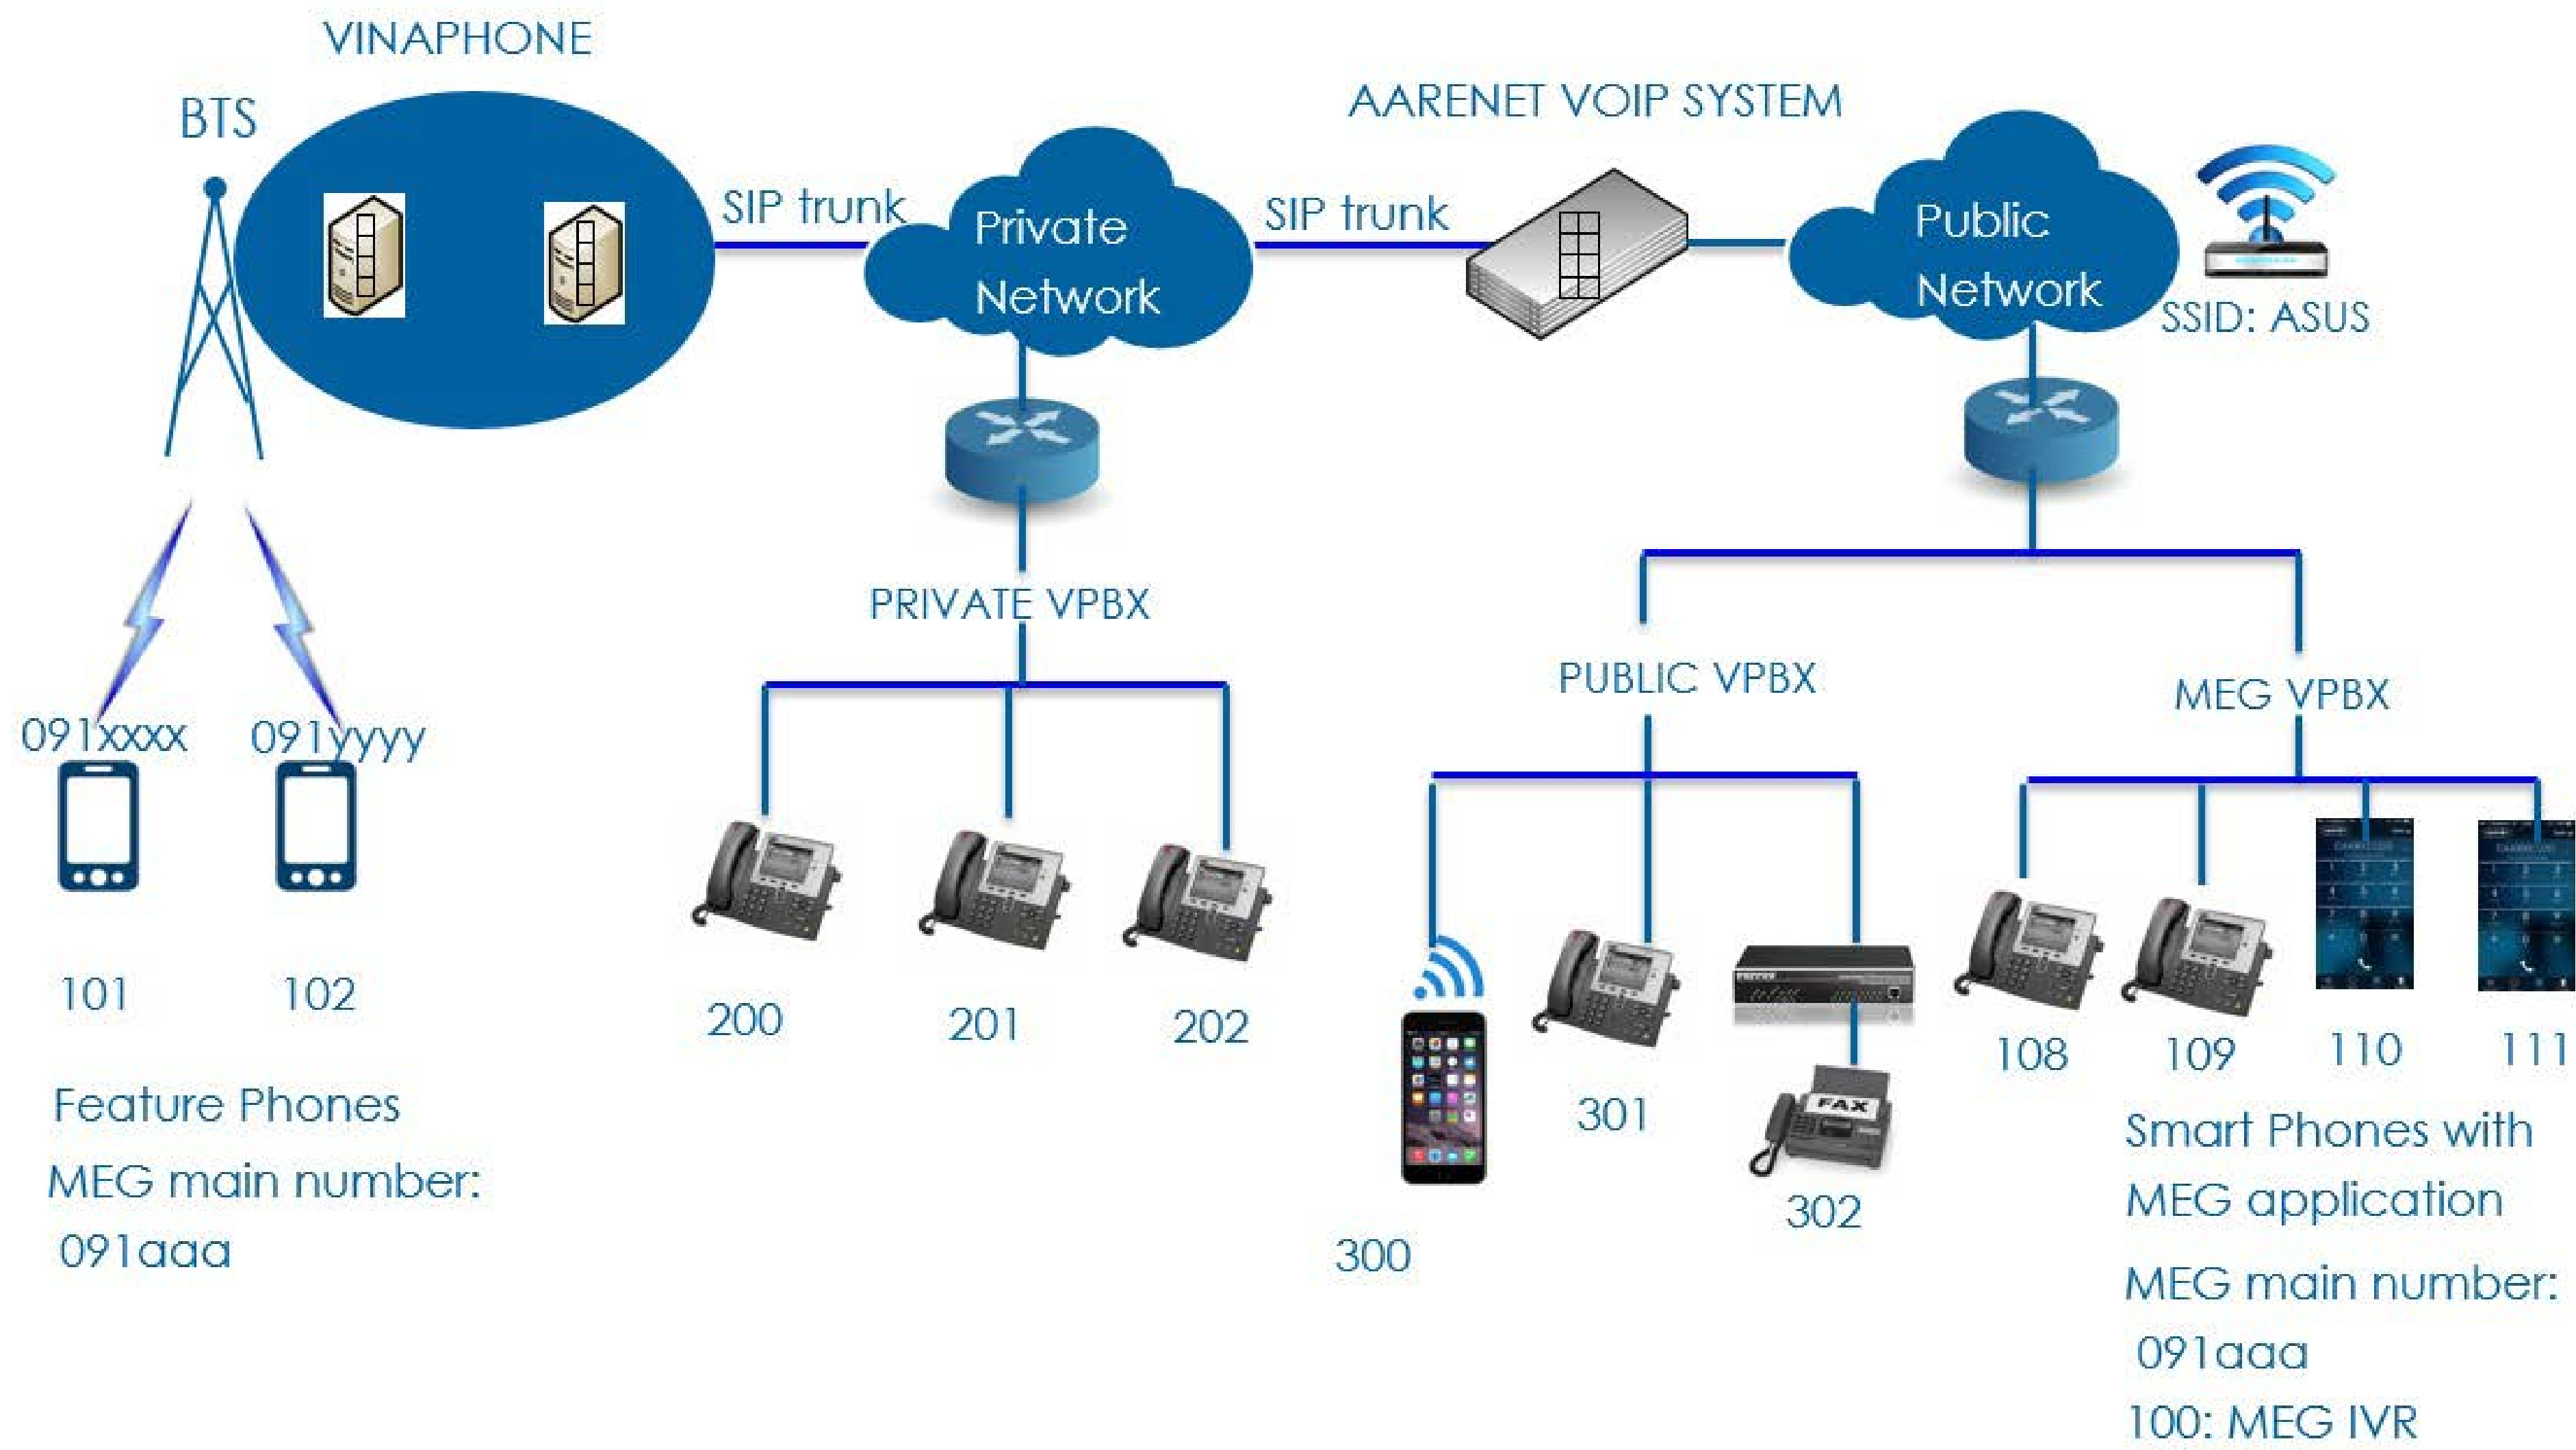 VINAPHONE
BTS
AARENET VOIP SYSTEM
SIP trunk
Private
Network
SIP trunk
Public
Network
SSID: ASUS
PRIVATE VPBX
PUBLIC VPBX
MEG VPBX
091xxxx
091yyyy
101
102
200
201
202
300
301
FAX
302
108
109
110
111
Feature Phones
MEG main number:
091aaa
Smart Phones with
MEG application
MEG main number:
091aaa
100: MEG IVR